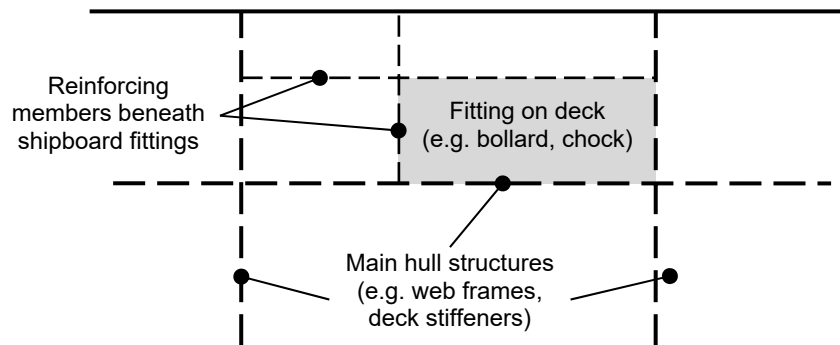 Reinforcing
members beneath
shipboard fittings
Fitting on deck
(e.g. bollard, chock)
Main hull structures
(e.g. web frames,
deck stiffeners)